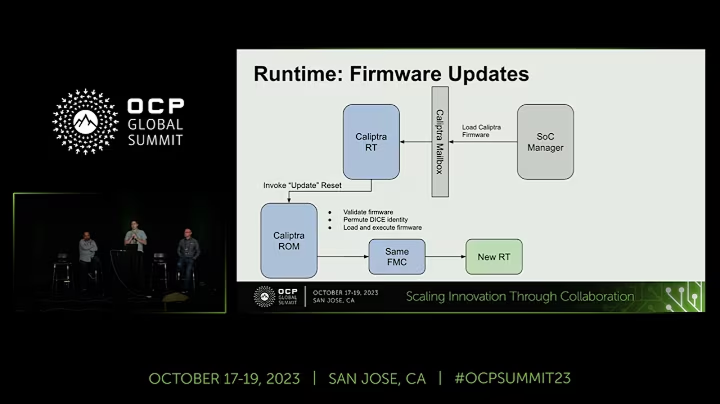 OCP
GLOBAL
SUMMIT
Runtime: Firmware Updates
Caliptra
RT
Caliptra Mailbox
Load Caliptra
Firmware
SoC
Manager
Invoke "Update" Reset
Caliptra
ROM
• Validate firmware
• Permute DICE identity
• Load and execute firmware
Same
FMC
New RT
OCP
GLOBAL
SUMMIT
OCTOBER 17-19, 2023
SAN JOSE, CA
Scaling Innovation Through Collaboration
OCTOBER 17-19, 2023 | SAN JOSE, CA | #OCPSUMMIT23